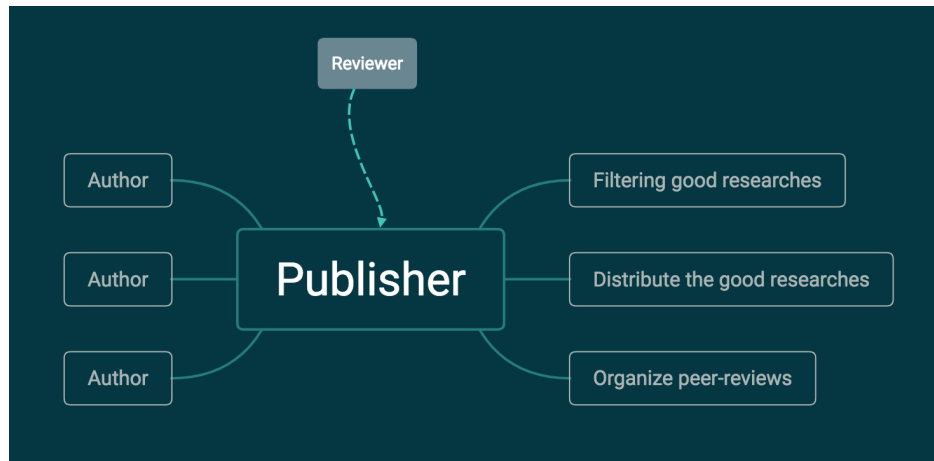 Reviewer
Author
Filtering good researches
Author
Publisher
Distribute the good researches
Author
Organize peer-reviews